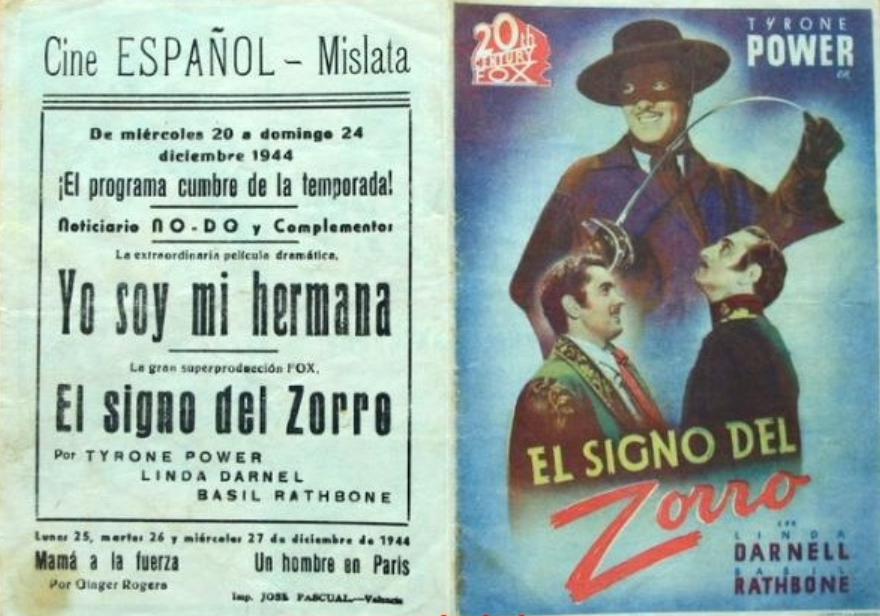 Cine ESPAÑOL - Mislata
De miércoles 20 a domingo 24
diciembre 1944
¡El programa cumbre de la temporada!
Noticiario NO-DO y Complementos
La extraordinaria película dramática,
Yo soy mi hermana
La gran superproducción FOX,
El signo del Zorro
Por TYRONE POWER
LINDA DARNEL
BASIL RATHBONE
Lunes 25, martes 26 y miércoles 27 de diciembre de 1944
Mamá a la fuerza Un hombre en París
Por Ginger Rogers
Imp. JOSE PASCUAL.—Valencia
20th
CENTURY
FOX
TYRONE
POWER
en
EL SIGNO DEL
Zorro
con
LINDA
DARNELL
BASIL
RATHBONE